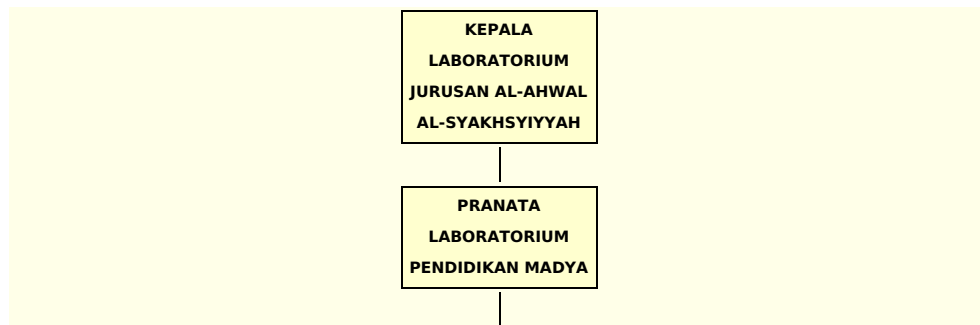 KEPALA
LABORATORIUM
JURUSAN AL-AHWAL
AL-SYAKHSYIYYAH
PRANATA
LABORATORIUM
PENDIDIKAN MADYA